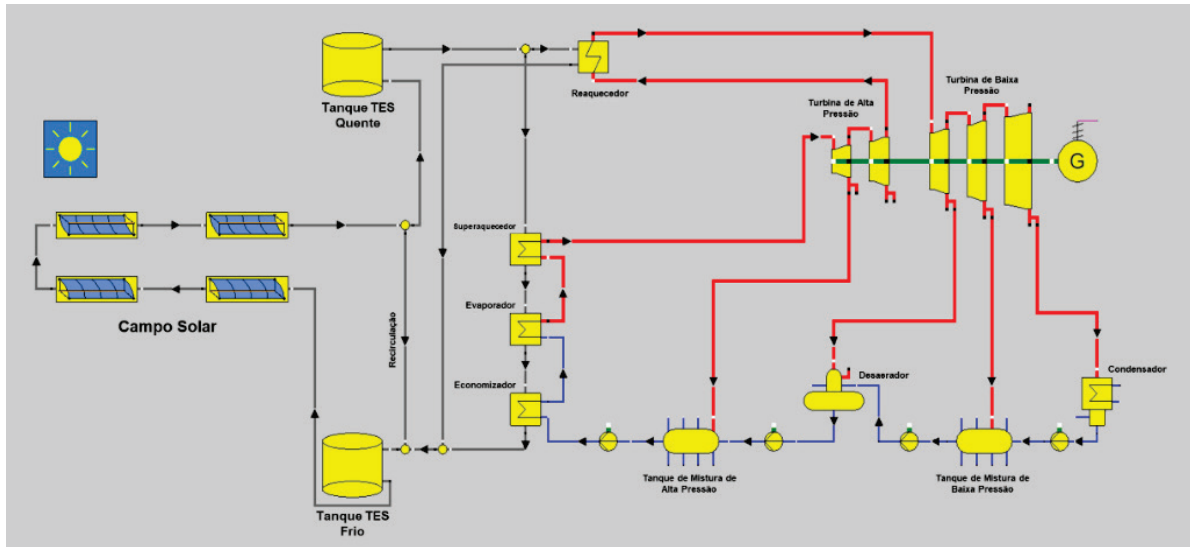 Tanque TES
Quente
Reaquecedor
Turbina de Alta
Pressão
Turbina de Baixa
Pressão
G
Superaquecedor
Evaporador
Economizador
Campo Solar
Recirculação
Desaerador
Condensador
Tanque de Mistura de
Alta Pressão
Tanque de Mistura de
Baixa Pressão
Tanque TES
Frio